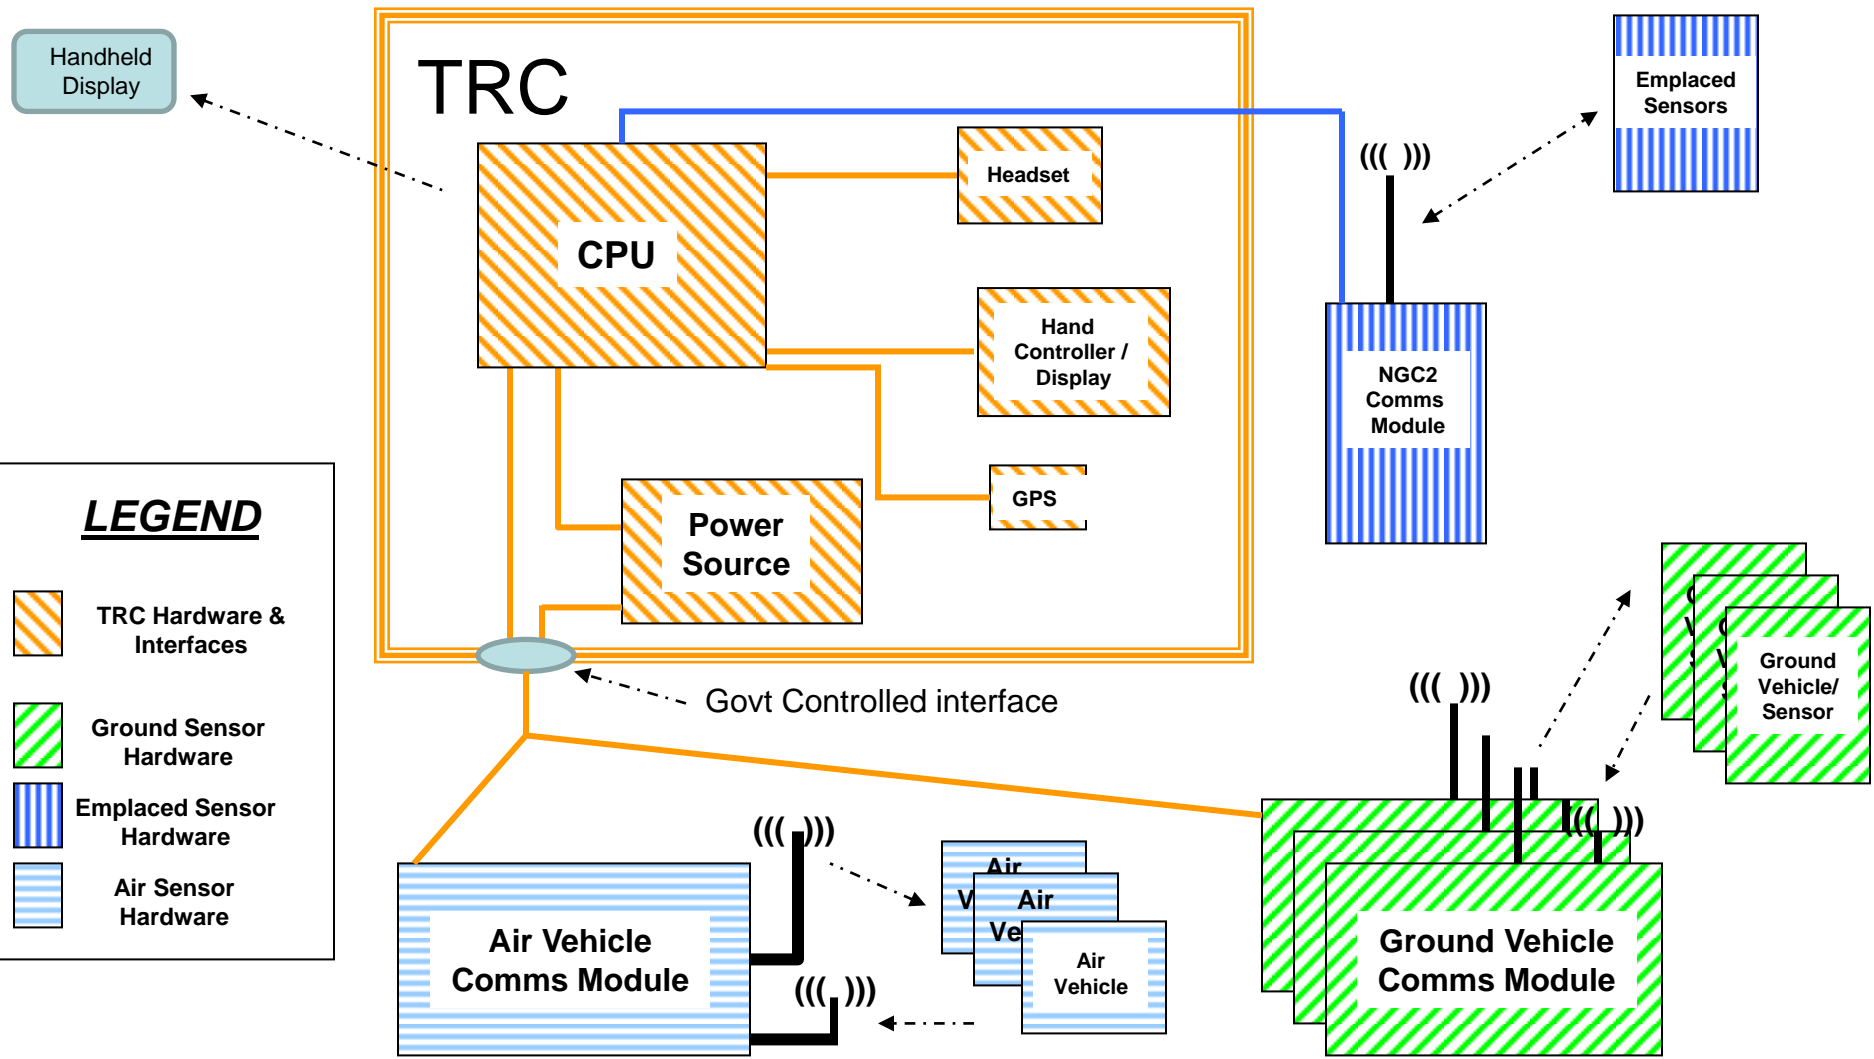 Handheld
Display
TRC
Emplaced
Sensors
((( )))
Headset
CPU
Hand
Controller /
Display
NGC2
Comms
Module
GPS
Power
Source
LEGEND
TRC Hardware &
Interfaces
Ground Sensor
Hardware
Emplaced Sensor
Hardware
Air Sensor
Hardware
Govt Controlled interface
Ground
Vehicle/
Sensor
((( )))
((( )))
((( )))
Air
V
Air
Ve
Air
Vehicle
Air Vehicle
Comms Module
((( )))
Ground Vehicle
Comms Module